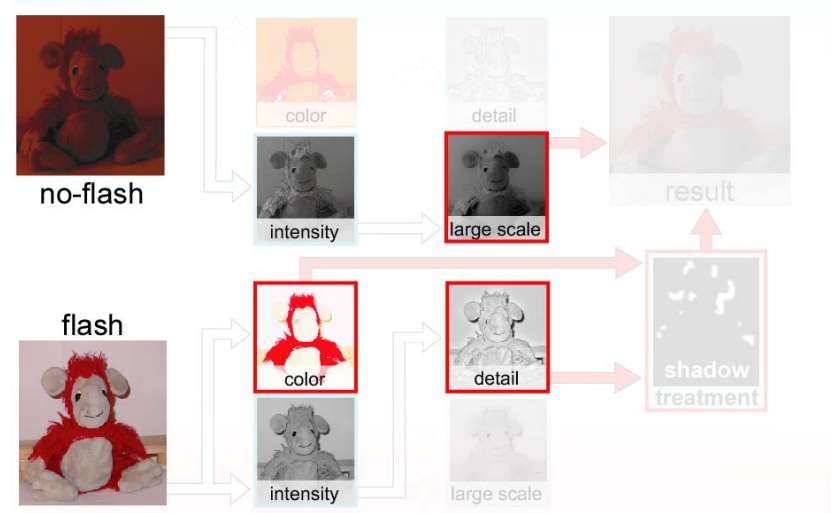 color
detail
no-flash
intensity
large scale
result
flash
color
detail
shadow
treatment
intensity
large scale